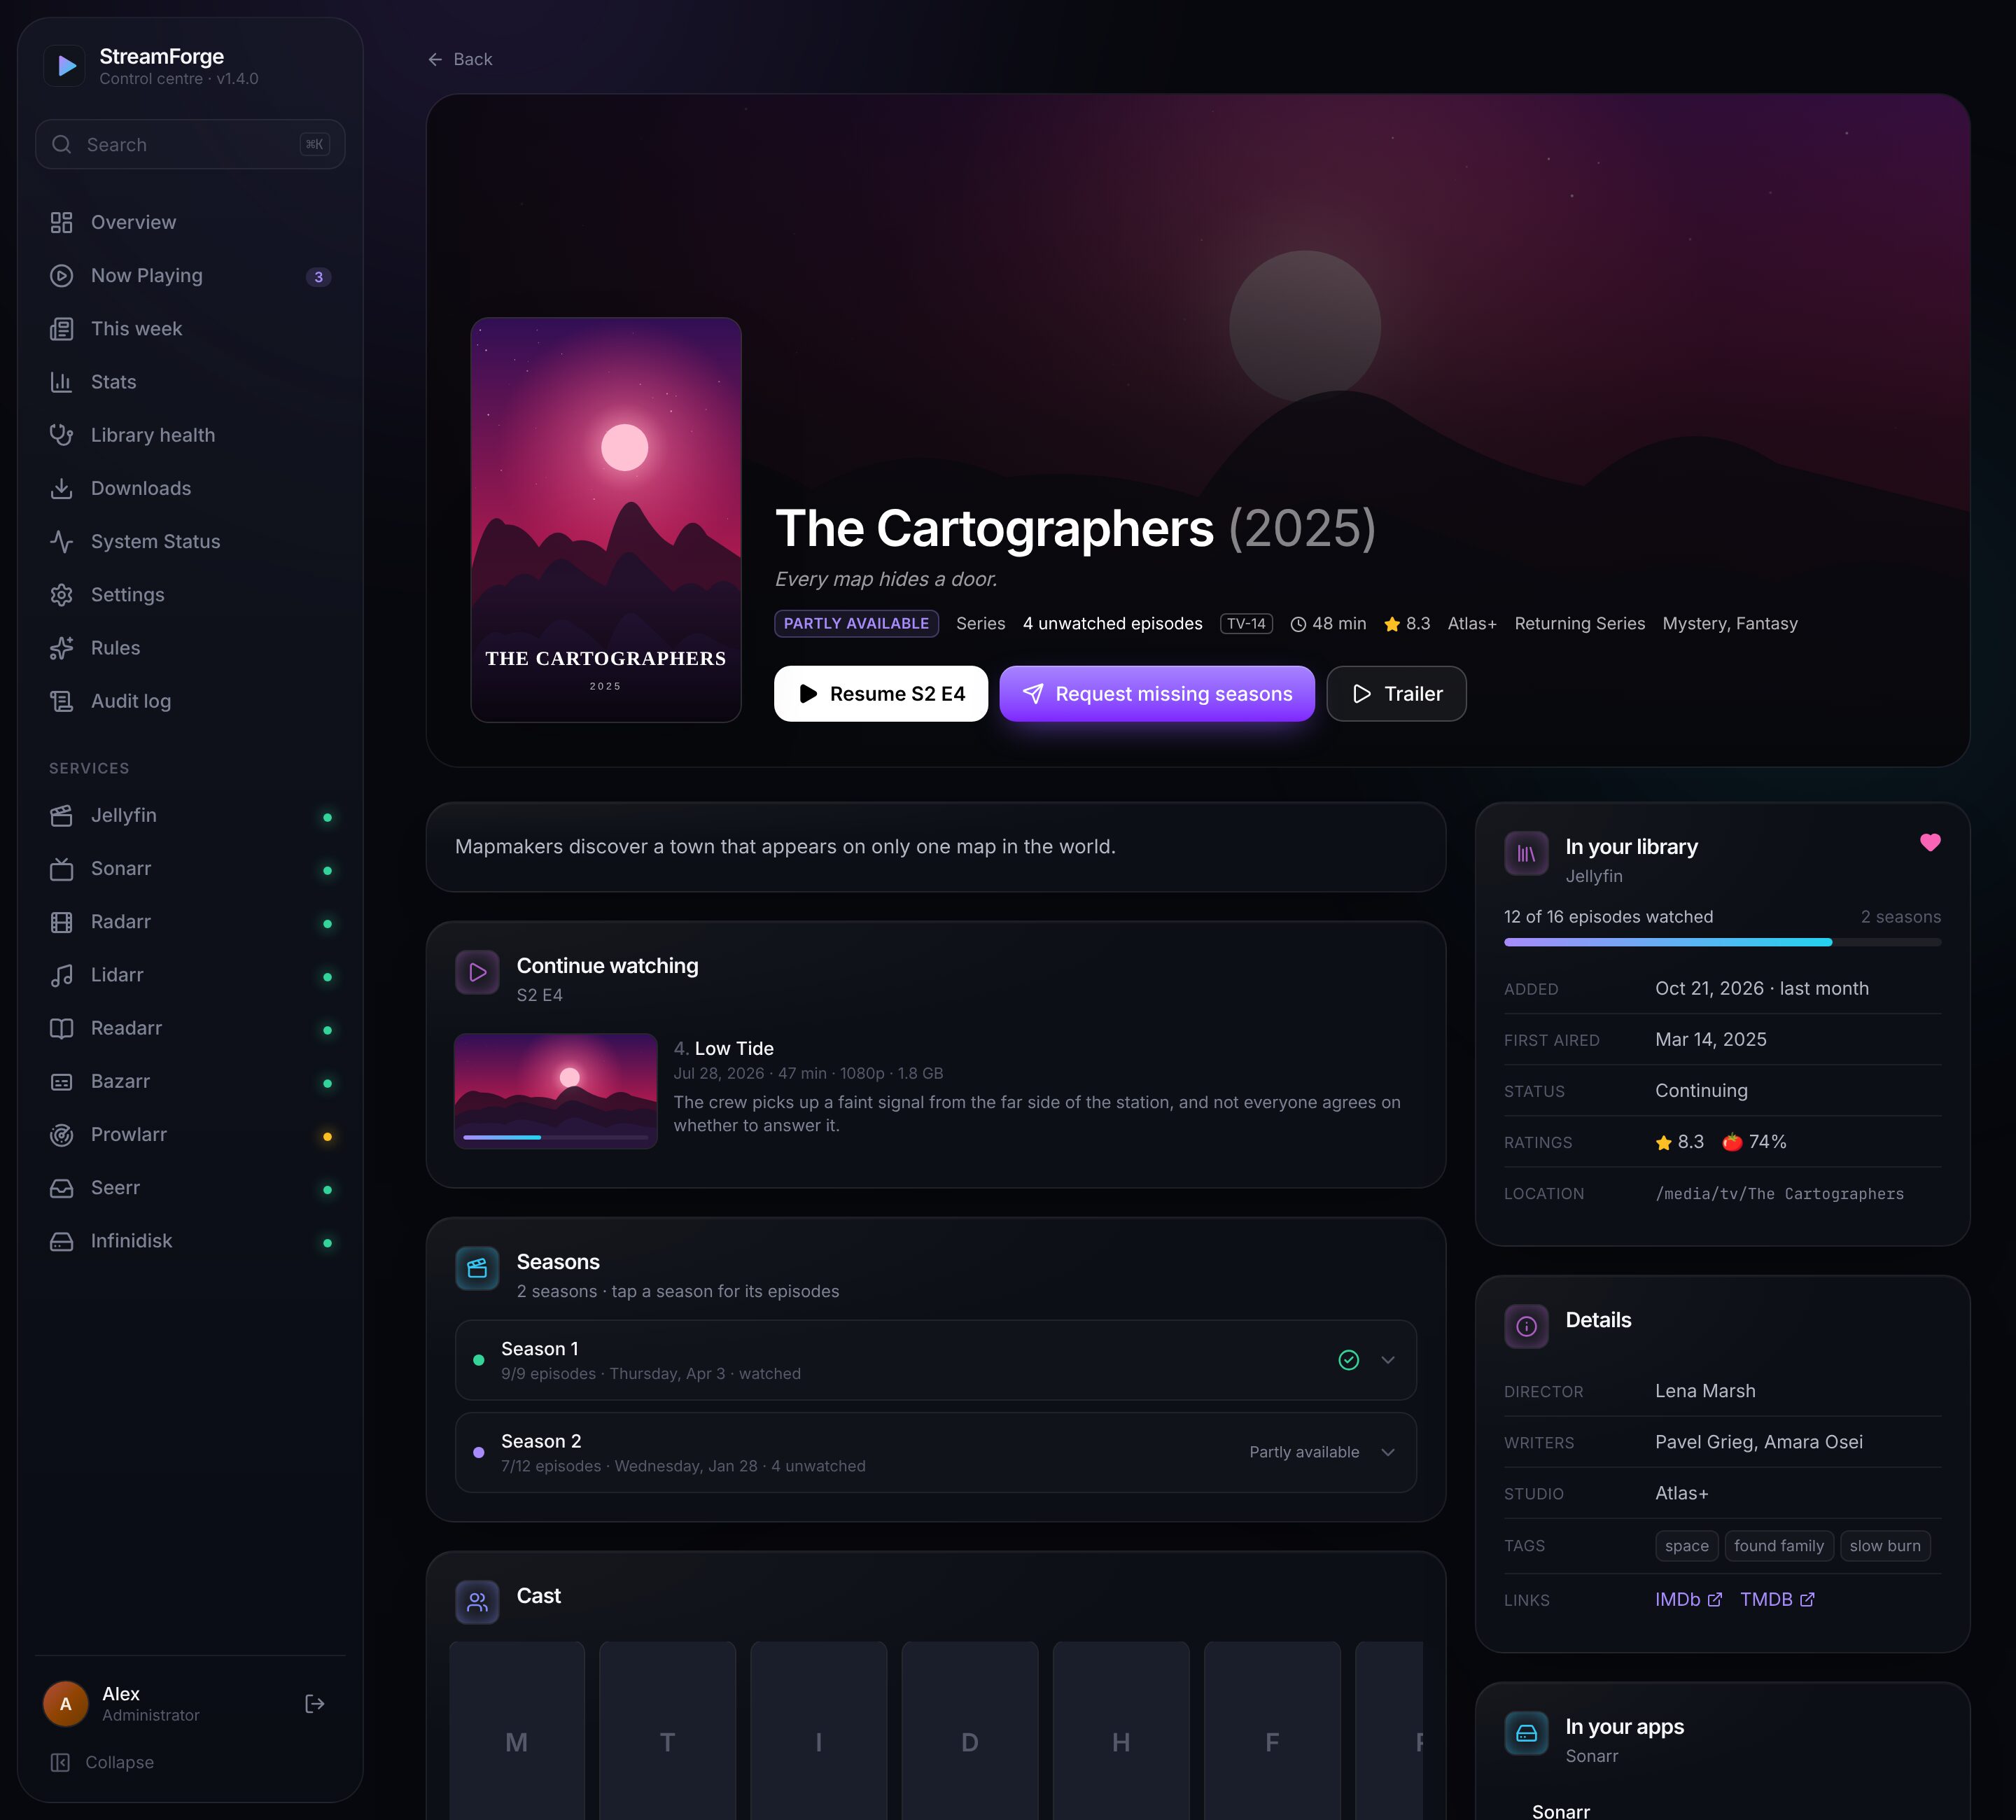 StreamForge
Control centre · v1.4.0
Search
⌘K
Overview
Now Playing
3
This week
Stats
Library health
Downloads
System Status
Settings
Rules
Audit log
SERVICES
Jellyfin
Sonarr
Radarr
Lidarr
Readarr
Bazarr
Prowlarr
Seerr
Infinidisk
A
Alex
Administrator
Collapse
Back
THE CARTOGRAPHERS
2025
The Cartographers (2025)
Every map hides a door.
PARTLY AVAILABLE Series 4 unwatched episodes TV-14 48 min 8.3 Atlas+ Returning Series Mystery, Fantasy
Resume S2 E4 Request missing seasons Trailer
Mapmakers discover a town that appears on only one map in the world.
Continue watching
S2 E4
4. Low Tide
Jul 28, 2026 · 47 min · 1080p · 1.8 GB
The crew picks up a faint signal from the far side of the station, and not everyone agrees on
whether to answer it.
Seasons
2 seasons · tap a season for its episodes
Season 1
9/9 episodes · Thursday, Apr 3 · watched
Season 2
7/12 episodes · Wednesday, Jan 28 · 4 unwatched
Partly available
Cast
M T I D H F
In your library
Jellyfin
12 of 16 episodes watched 2 seasons
ADDED Oct 21, 2026 · last month
FIRST AIRED Mar 14, 2025
STATUS Continuing
RATINGS 8.3 74%
LOCATION /media/tv/The Cartographers
Details
DIRECTOR Lena Marsh
WRITERS Pavel Grieg, Amara Osei
STUDIO Atlas+
TAGS space found family slow burn
LINKS IMDb TMDB
In your apps
Sonarr
Sonarr